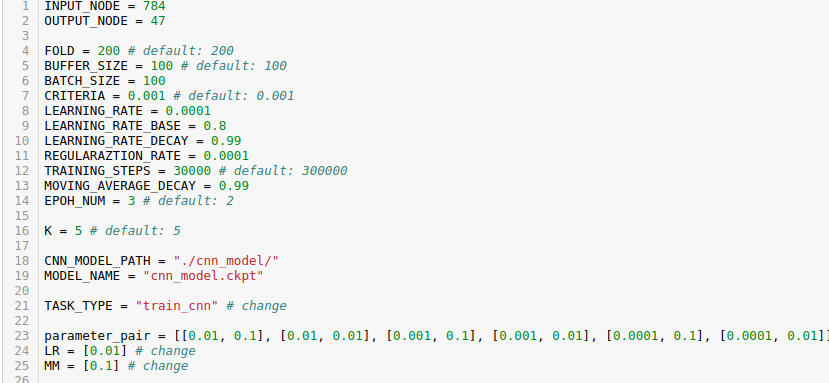 1 INPUT_NODE = 784
2 OUTPUT_NODE = 47
3
4 FOLD = 200 # default: 200
5 BUFFER_SIZE = 100 # default: 100
6 BATCH_SIZE = 100
7 CRITERIA = 0.001 # default: 0.001
8 LEARNING_RATE = 0.0001
9 LEARNING_RATE_BASE = 0.8
10 LEARNING_RATE_DECAY = 0.99
11 REGULARAZTION_RATE = 0.0001
12 TRAINING_STEPS = 30000 # default: 300000
13 MOVING_AVERAGE_DECAY = 0.99
14 EPOH_NUM = 3 # default: 2
15
16 K = 5 # default: 5
17
18 CNN_MODEL_PATH = "./cnn_model/"
19 MODEL_NAME = "cnn_model.ckpt"
20
21 TASK_TYPE = "train_cnn" # change
22
23 parameter_pair = [[0.01, 0.1], [0.01, 0.01], [0.001, 0.1], [0.001, 0.01], [0.0001, 0.1], [0.0001, 0.01]]
24 LR = [0.01] # change
25 MM = [0.1] # change
26